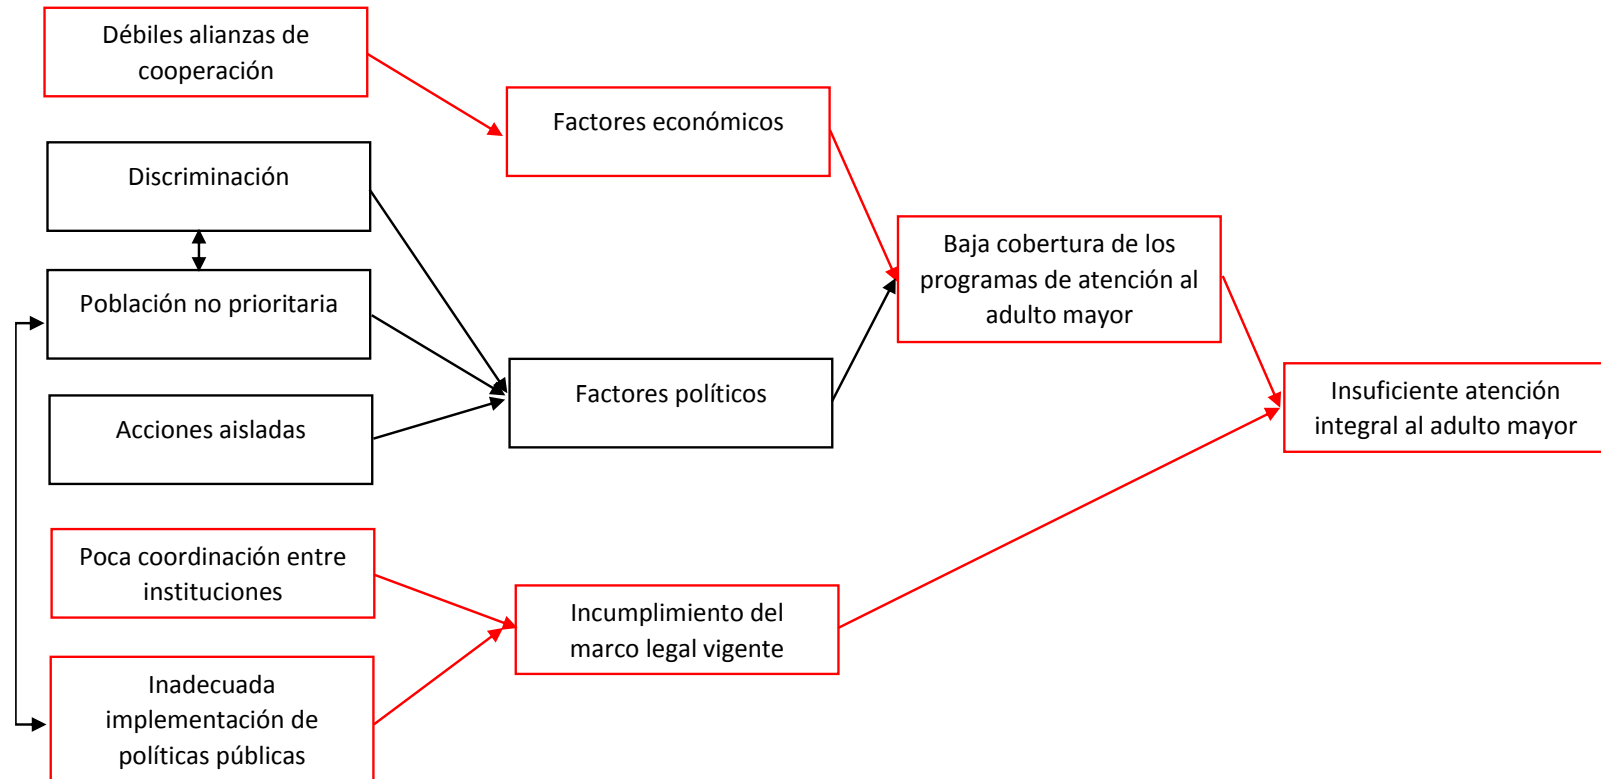 Débiles alianzas de
cooperación
Factores económicos
Discriminación
Baja cobertura de los
programas de atención al
adulto mayor
Población no prioritaria
Factores políticos
Insuficiente atención
integral al adulto mayor
Acciones aisladas
Poca coordinación entre
instituciones
Incumplimiento del
marco legal vigente
Inadecuada
implementación de
políticas públicas